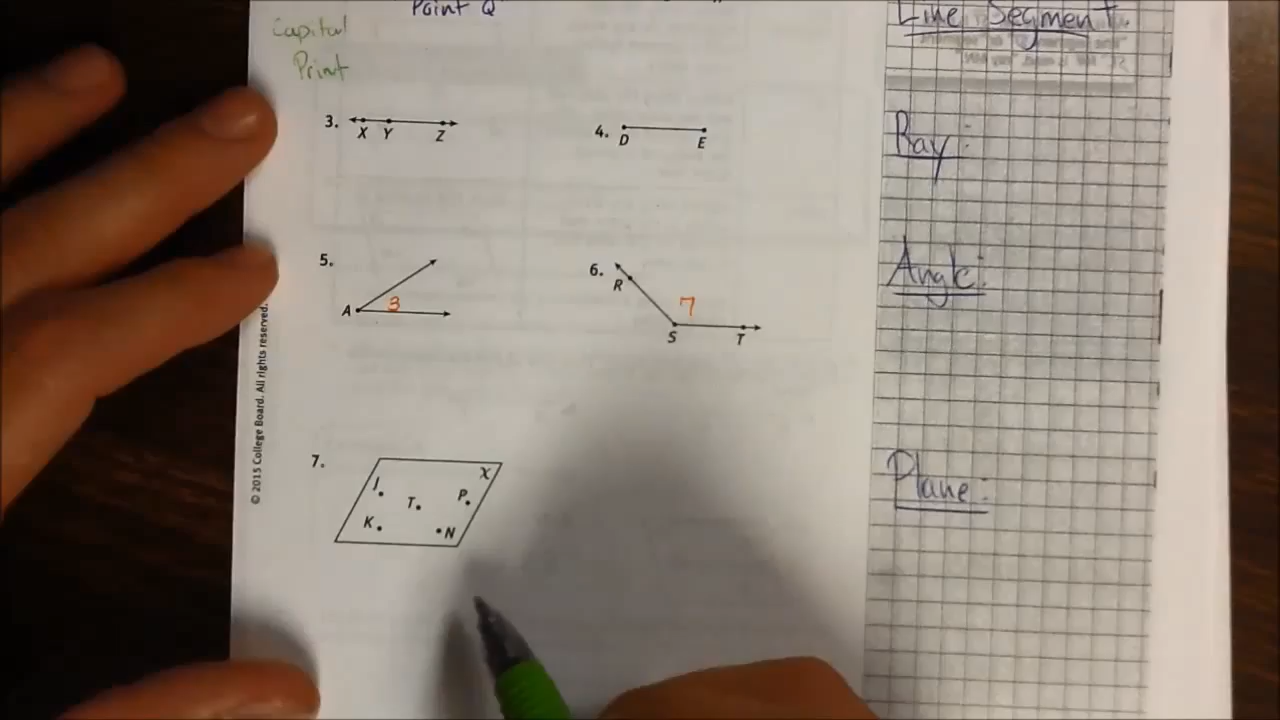 Point Q
Capital
Print
3.
X Y Z
4.
D E
5.
A 3
6.
R
7
S T
7.
X
J
T P
K N
© 2015 College Board. All rights reserved.
Line Segment
Ray:
Angle:
Plane: